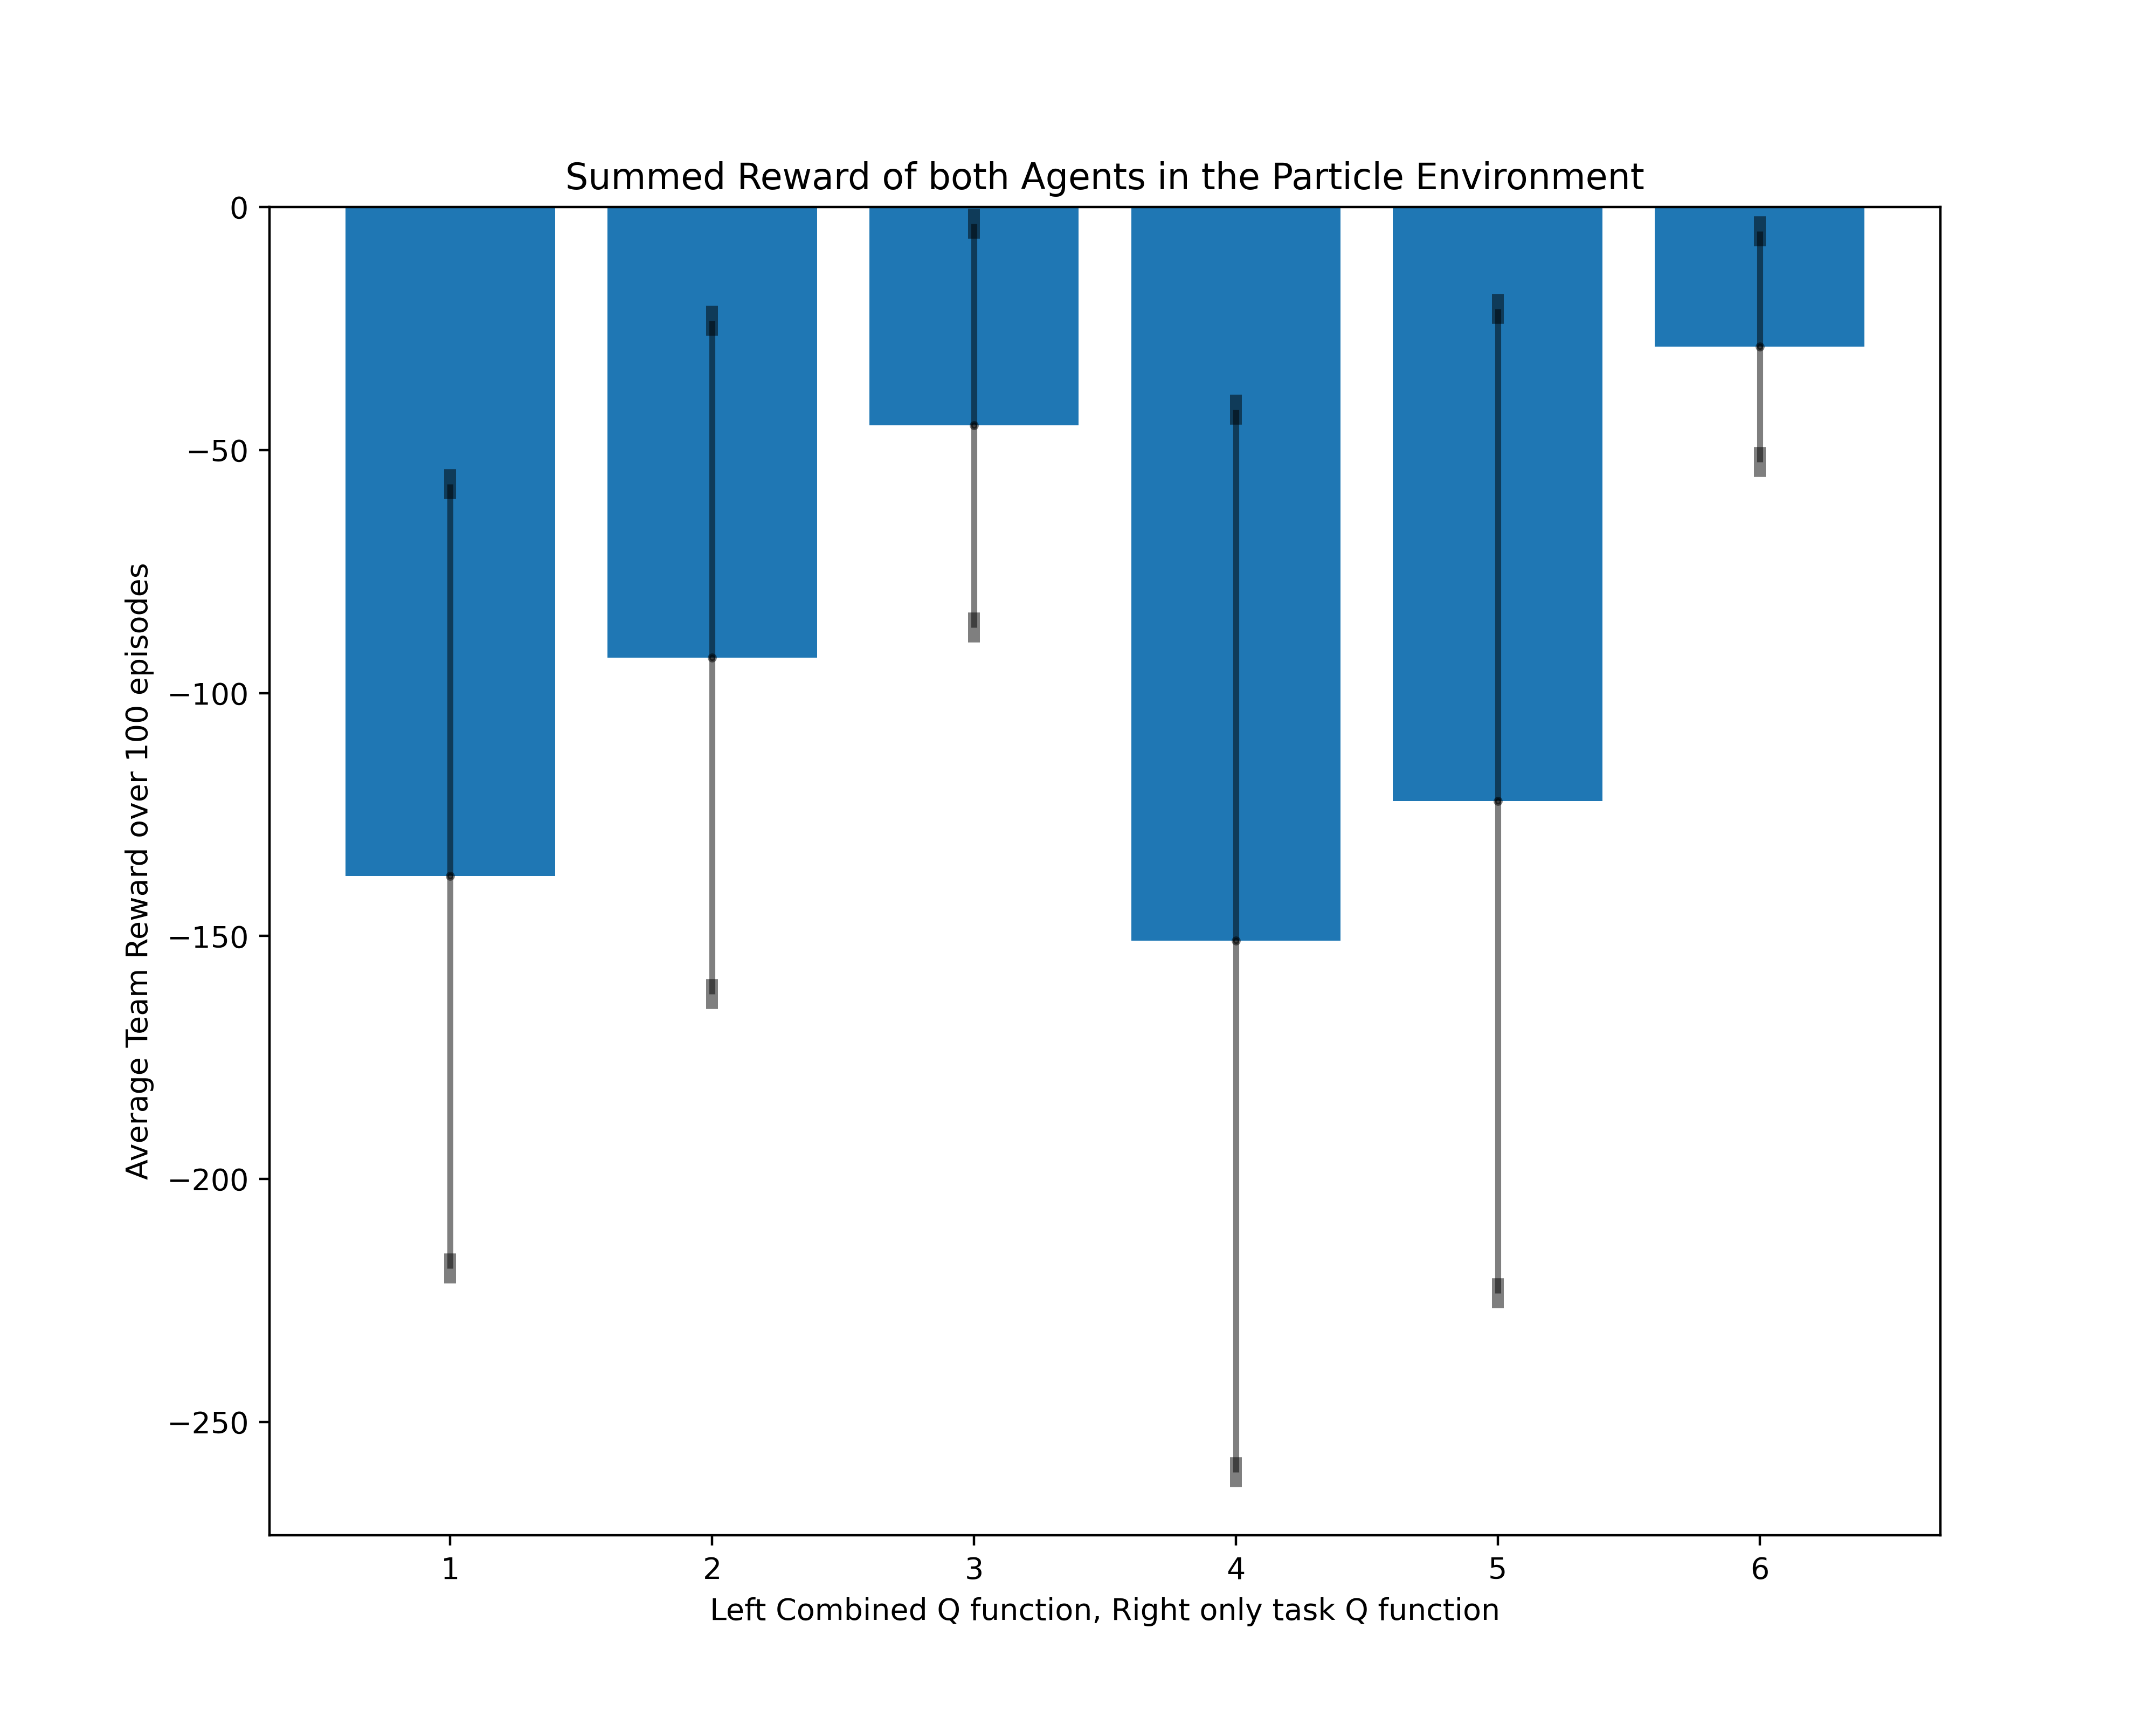 Summed Reward of both Agents in the Particle Environment
0
−50
−100
−150
−200
−250
Average Team Reward over 100 episodes
1 2 3 4 5 6
Left Combined Q function, Right only task Q function